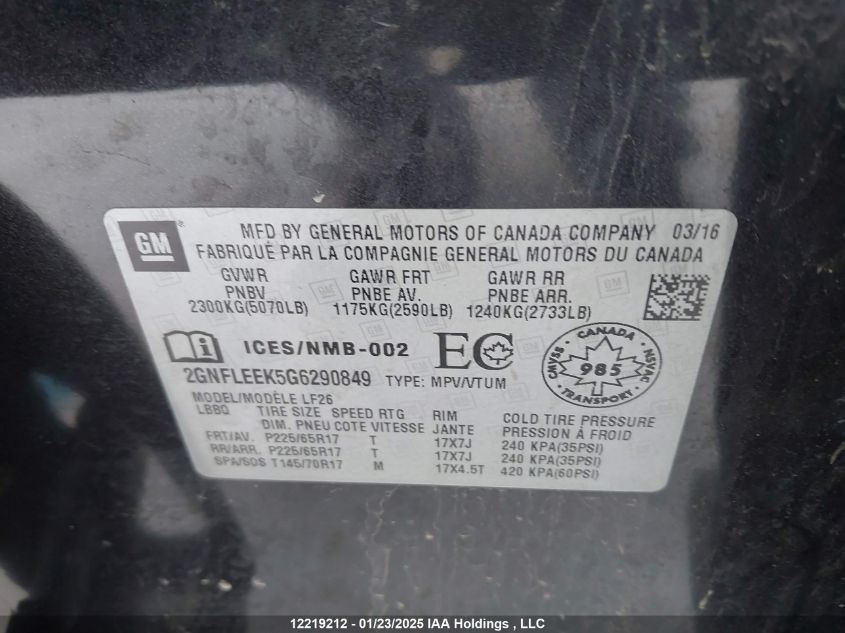 GM
MFD BY GENERAL MOTORS OF CANADA COMPANY 03/16
FABRIQUÉ PAR LA COMPAGNIE GENERAL MOTORS DU CANADA
GVWR GAWR FRT GAWR RR
PNBV PNBE AV. PNBE ARR.
2300KG(5070LB) 1175KG(2590LB) 1240KG(2733LB)
ICES/NMB-002 EC
CANADA
CMVSS 985 NSVAC
TRANSPORT
2GNFLEEK5G6290849 TYPE: MPV/VTUM
MODEL/MODÈLE LF26
LBBQ TIRE SIZE SPEED RTG RIM COLD TIRE PRESSURE
DIM. PNEU COTE VITESSE JANTE PRESSION À FROID
FRT/AV. P225/65R17 T 17X7J 240 KPA(35PSI)
RR/ARR. P225/65R17 T 17X7J 240 KPA(35PSI)
SPA/SOS T145/70R17 M 17X4.5T 420 KPA(60PSI)
12219212 - 01/23/2025 IAA Holdings , LLC